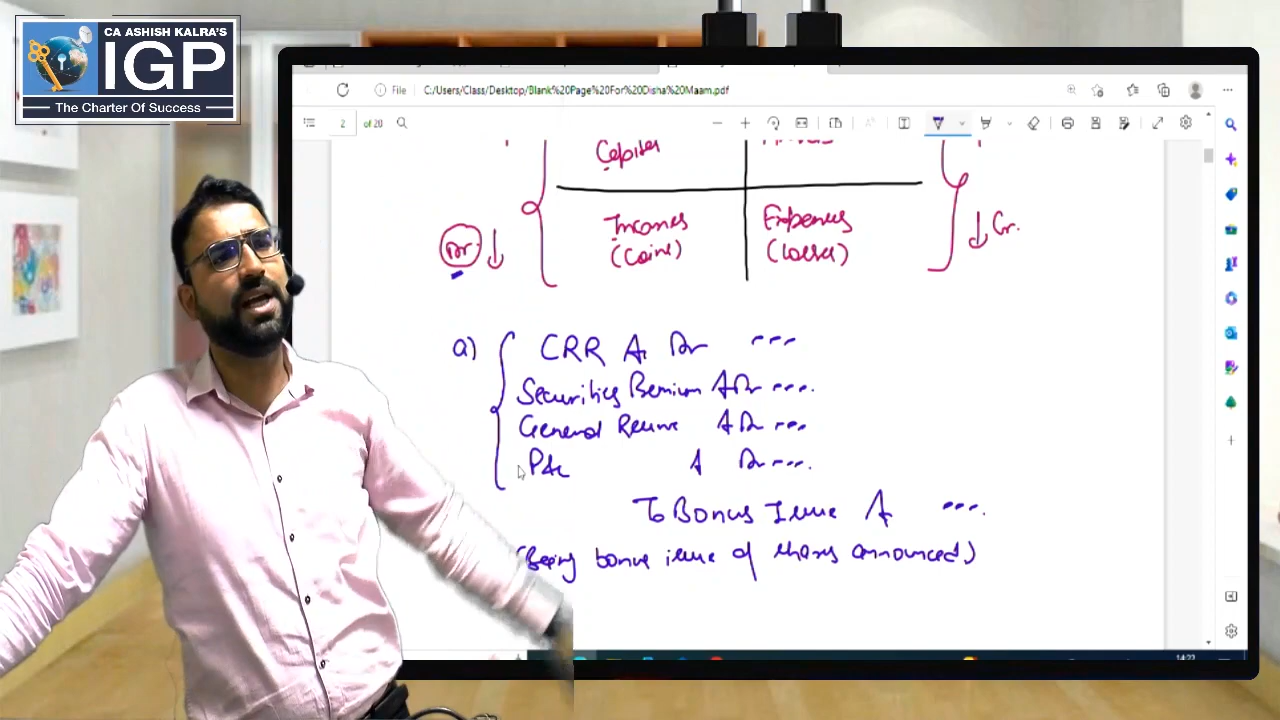 CA ASHISH KALRA'S
IGP
The Charter Of Success
File C:/Users/Class/Desktop/Blank%20Page%20For%20Disha%20Maam.pdf
2 of 20
Capital
Dr. ↓ Incomes Expenses ↓ Cr.
(Gains) (Losses)
a) CRR A Dr ...
Securities Premium A Dr ...
General Reserve A Dr ...
P&L A Dr ...
To Bonus Issue A ...
(Being bonus issue of shares announced)